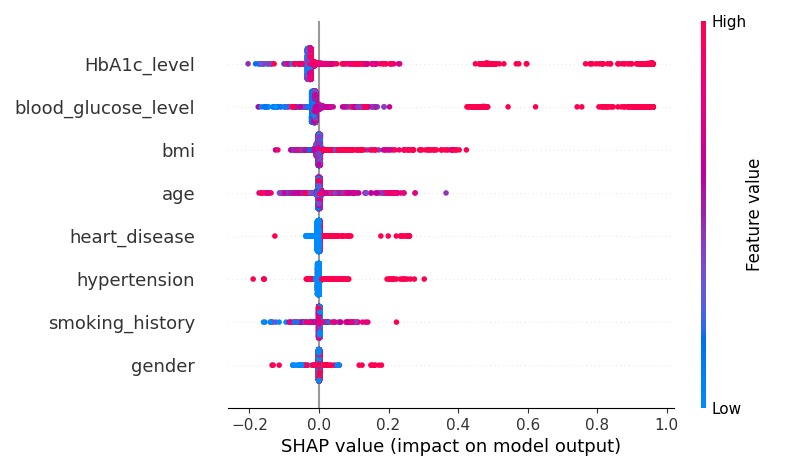 High
HbA1c_level
blood_glucose_level
bmi
age
heart_disease
hypertension
smoking_history
gender
Feature value
Low
−0.2 0.0 0.2 0.4 0.6 0.8 1.0
SHAP value (impact on model output)